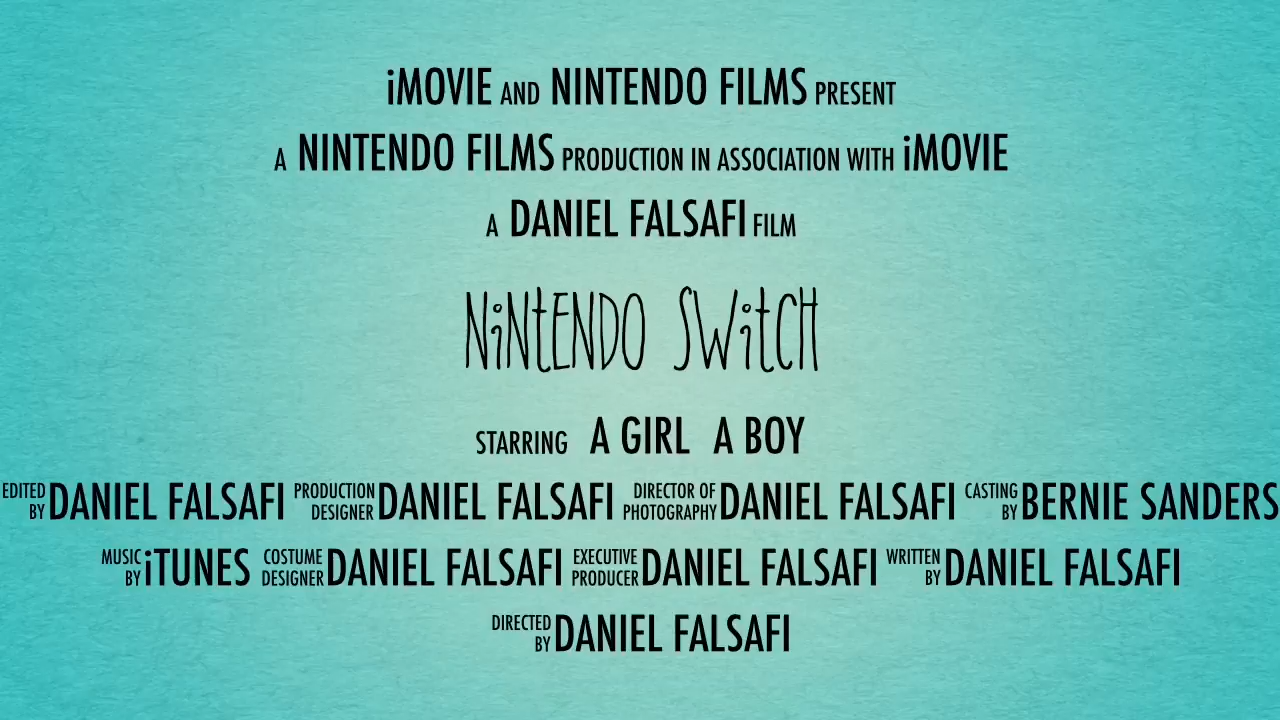 iMOVIE AND NINTENDO FILMS PRESENT
A NINTENDO FILMS PRODUCTION IN ASSOCIATION WITH iMOVIE
A DANIEL FALSAFI FILM
NiNtENDO SWitCH
STARRING A GIRL A BOY
EDITED BY DANIEL FALSAFI PRODUCTION DESIGNER DANIEL FALSAFI DIRECTOR OF PHOTOGRAPHY DANIEL FALSAFI CASTING BY BERNIE SANDERS
MUSIC BY iTUNES COSTUME DESIGNER DANIEL FALSAFI EXECUTIVE PRODUCER DANIEL FALSAFI WRITTEN BY DANIEL FALSAFI
DIRECTED BY DANIEL FALSAFI